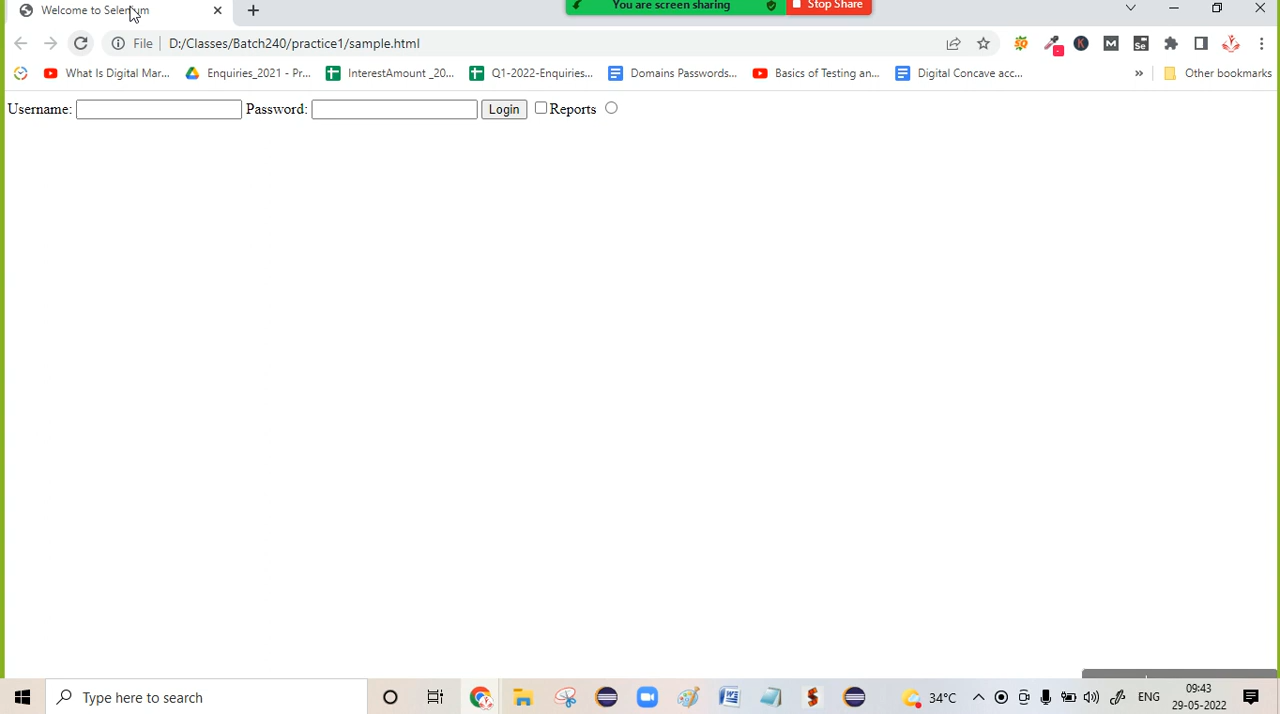 You are screen sharing
Stop Share
Welcome to Selenium
File D:/Classes/Batch240/practice1/sample.html
What Is Digital Mar... Enquiries_2021 - Pr... InterestAmount _20... Q1-2022-Enquiries... Domains Passwords... Basics of Testing an... Digital Concave acc... » Other bookmarks
Username: Password: Login Reports
Type here to search
34°C ENG 09:43
29-05-2022